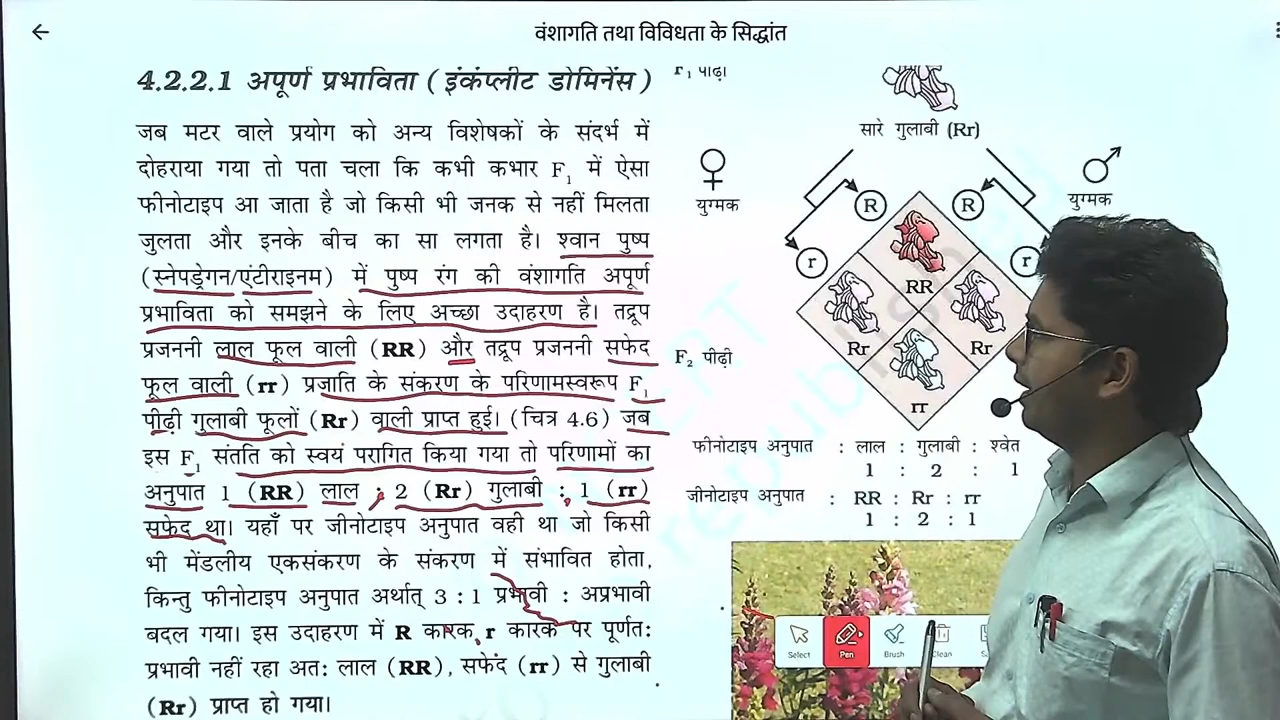 वंशागति तथा विविधता के सिद्धांत
4.2.2.1 अपूर्ण प्रभाविता (इंकंप्लीट डोमिनेंस)
जब मटर वाले प्रयोग को अन्य विशेषकों के संदर्भ में
दोहराया गया तो पता चला कि कभी कभार F₁ में ऐसा
फीनोटाइप आ जाता है जो किसी भी जनक से नहीं मिलता
जुलता और इनके बीच का सा लगता है। श्वान पुष्प
(स्नेपड्रेगन/एंटीराइनम) में पुष्प रंग की वंशागति अपूर्ण
प्रभाविता को समझने के लिए अच्छा उदाहरण है। तद्रूप
प्रजननी लाल फूल वाली (RR) और तद्रूप प्रजननी सफेद
फूल वाली (rr) प्रजाति के संकरण के परिणामस्वरूप F₁
पीढ़ी गुलाबी फूलों (Rr) वाली प्राप्त हुई। (चित्र 4.6) जब
इस F₁ संतति को स्वयं परागित किया गया तो परिणामों का
अनुपात 1 (RR) लाल : 2 (Rr) गुलाबी : 1 (rr)
सफेद था। यहाँ पर जीनोटाइप अनुपात वही था जो किसी
भी मेंडलीय एकसंकरण के संकरण में संभावित होता,
किन्तु फीनोटाइप अनुपात अर्थात् 3 : 1 प्रभावी : अप्रभावी
बदल गया। इस उदाहरण में R कारक, r कारक पर पूर्णत:
प्रभावी नहीं रहा अत: लाल (RR), सफेद (rr) से गुलाबी
(Rr) प्राप्त हो गया।
सारे गुलाबी (Rr)
♀
युग्मक
♂
युग्मक
R
R
r
r
RR
Rr
Rr
rr
F₂ पीढ़ी
फीनोटाइप अनुपात : लाल : गुलाबी : श्वेत
1 : 2 : 1
जीनोटाइप अनुपात : RR : Rr : rr
1 : 2 : 1
Select
Pen
Brush